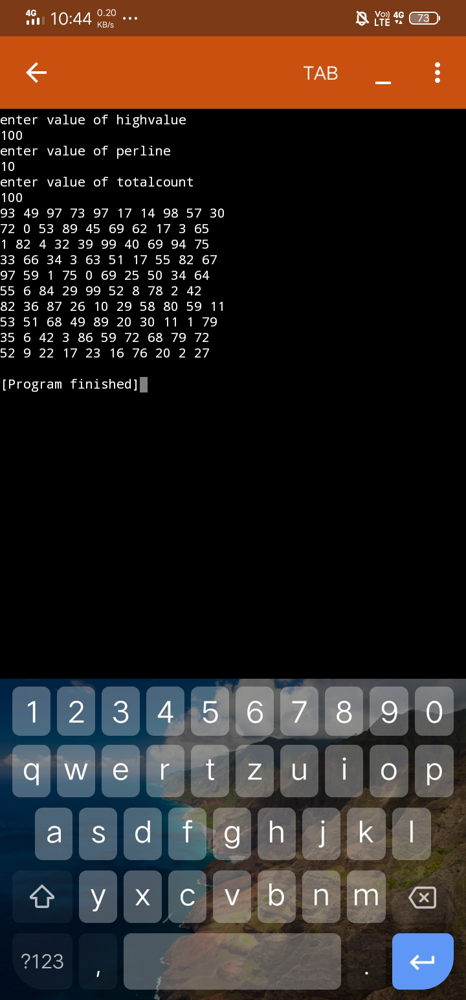 4G 10:44 0.20 KB/s ...
Vo)) LTE 4G 73
TAB _
enter value of highvalue
100
enter value of perline
10
enter value of totalcount
100
93 49 97 73 97 17 14 98 57 30
72 0 53 89 45 69 62 17 3 65
1 82 4 32 39 99 40 69 94 75
33 66 34 3 63 51 17 55 82 67
97 59 1 75 0 69 25 50 34 64
55 6 84 29 99 52 8 78 2 42
82 36 87 26 10 29 58 80 59 11
53 51 68 49 89 20 30 11 1 79
35 6 42 3 86 59 72 68 79 72
52 9 22 17 23 16 76 20 2 27
[Program finished]
1 2 3 4 5 6 7 8 9 0
q w e r t z u i o p
a s d f g h j k l
y x c v b n m
?123 , .